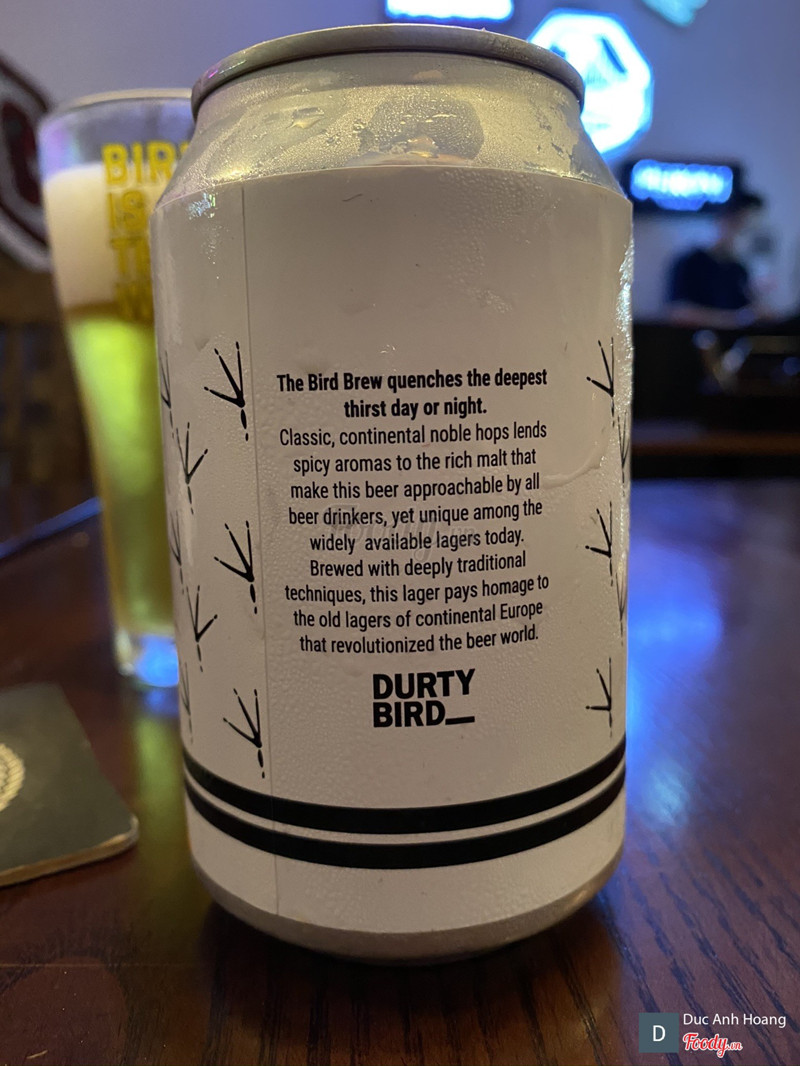 BIR
IS
The Bird Brew quenches the deepest
thirst day or night.
Classic, continental noble hops lends
spicy aromas to the rich malt that
make this beer approachable by all
beer drinkers, yet unique among the
widely available lagers today.
Brewed with deeply traditional
techniques, this lager pays homage to
the old lagers of continental Europe
that revolutionized the beer world.
DURTY
BIRD_
D Duc Anh Hoang
Foody.vn